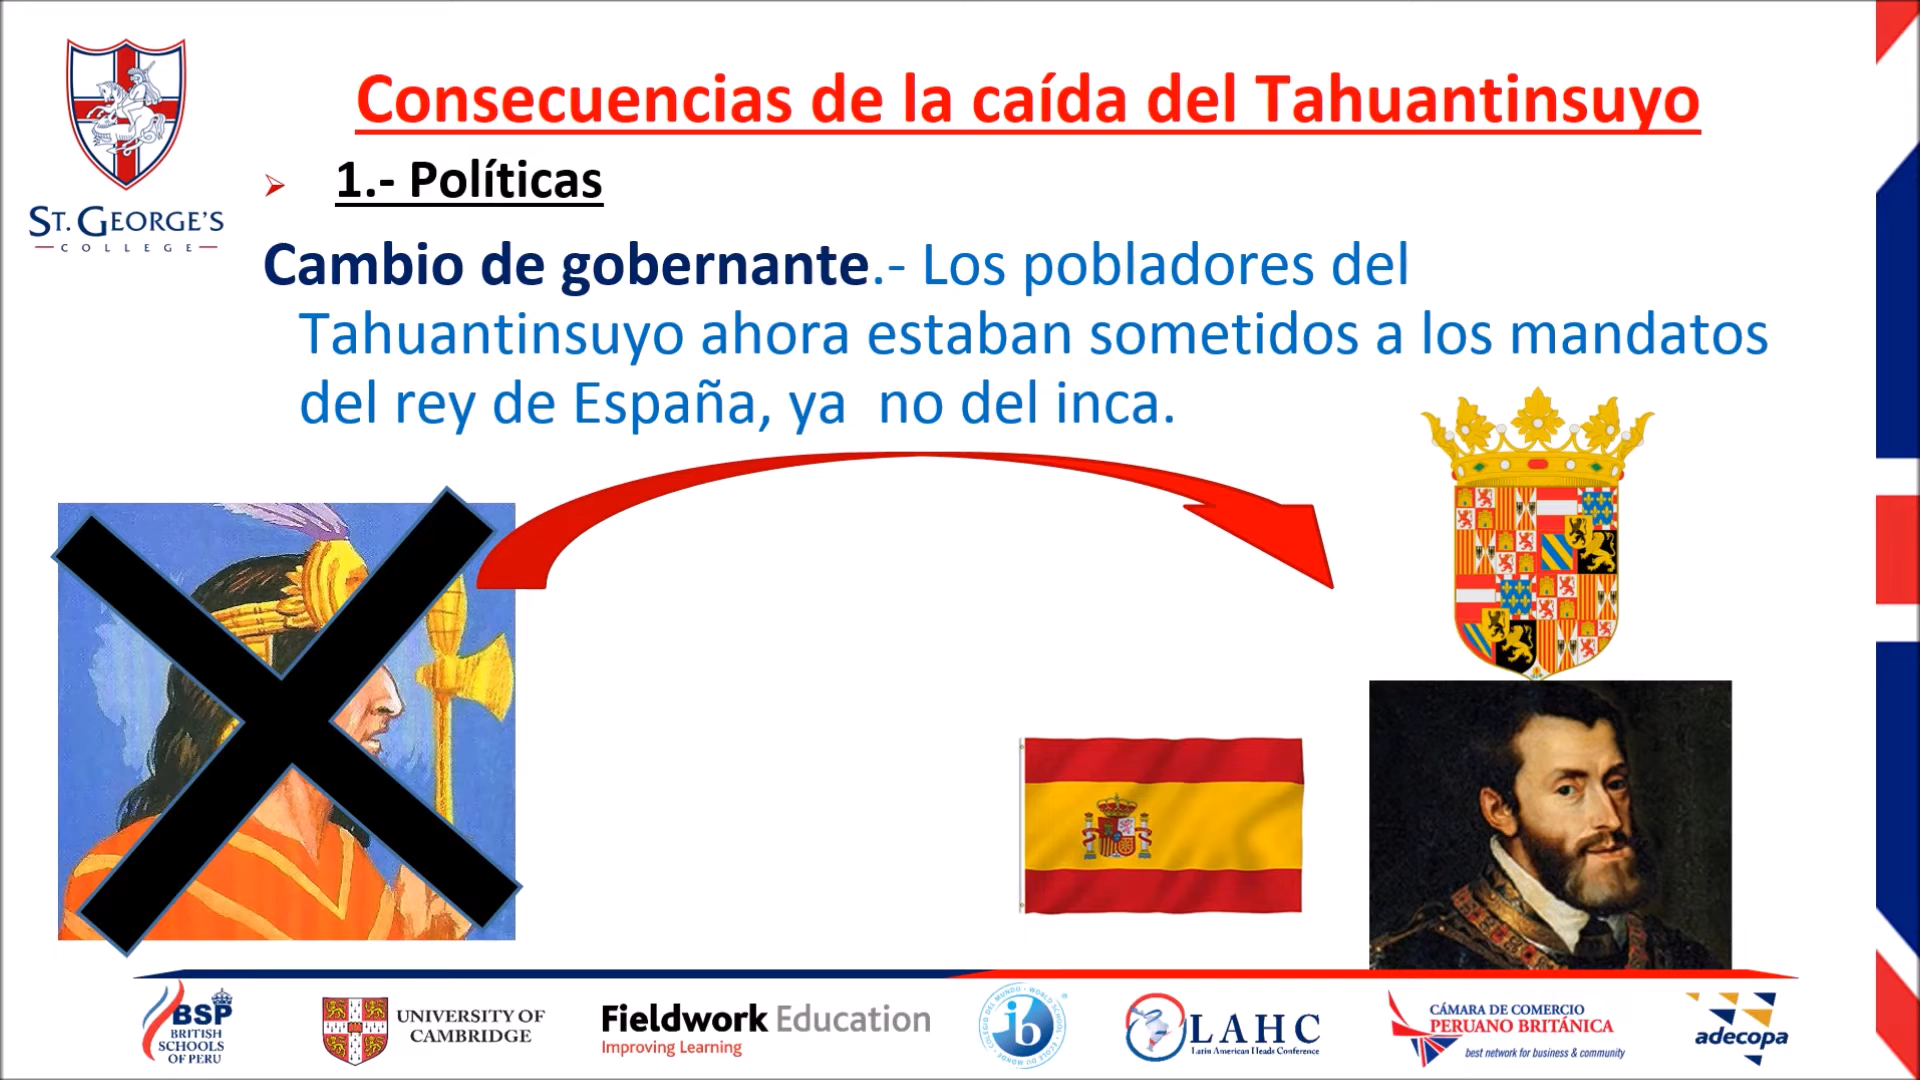 Consecuencias de la caída del Tahuantinsuyo
1.- Políticas
ST. GEORGE'S
COLLEGE
Cambio de gobernante.- Los pobladores del
Tahuantinsuyo ahora estaban sometidos a los mandatos
del rey de España, ya no del inca.
BSP
BRITISH
SCHOOLS
OF PERU
UNIVERSITY OF
CAMBRIDGE
Fieldwork Education
Improving Learning
ib
LAHC
Latin American Heads Conference
CÁMARA DE COMERCIO
PERUANO BRITÁNICA
best network for business & community
adecopa